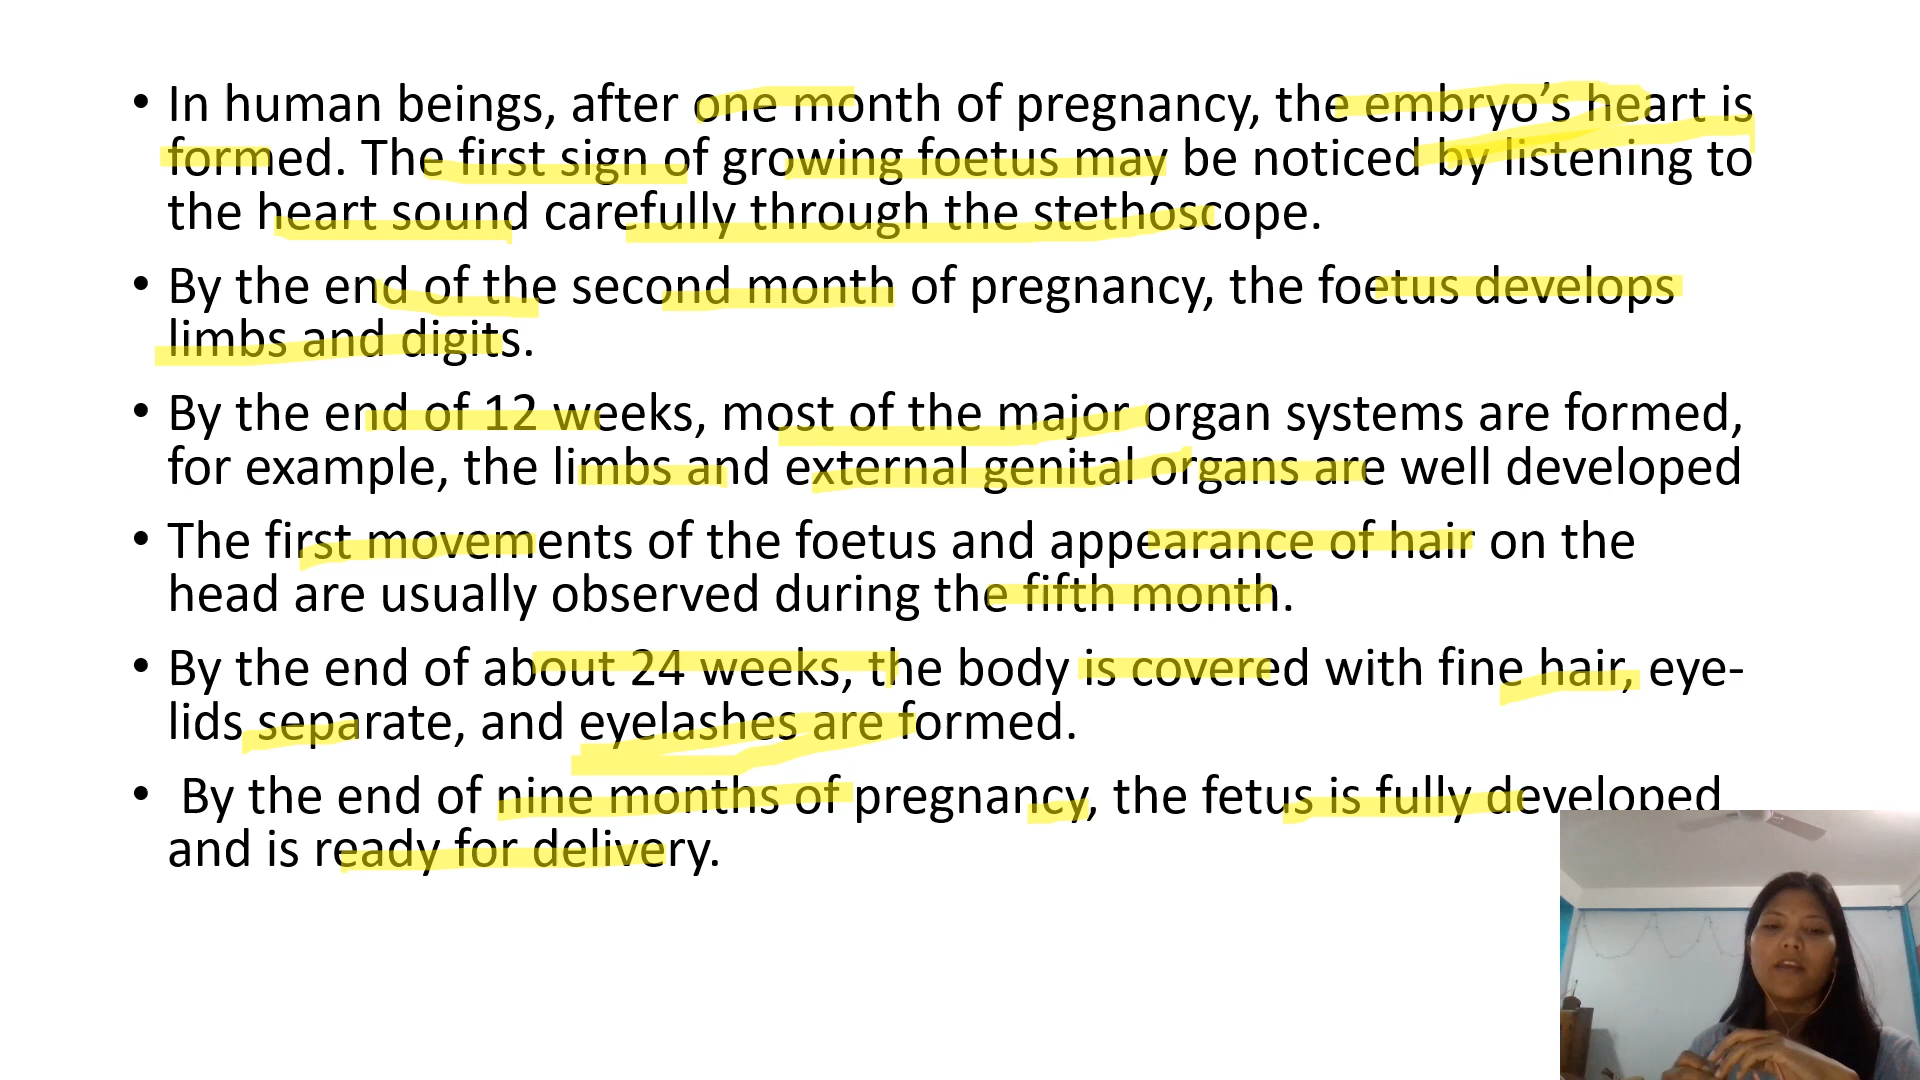 • In human beings, after one month of pregnancy, the embryo’s heart is
formed. The first sign of growing foetus may be noticed by listening to
the heart sound carefully through the stethoscope.
• By the end of the second month of pregnancy, the foetus develops
limbs and digits.
• By the end of 12 weeks, most of the major organ systems are formed,
for example, the limbs and external genital organs are well developed
• The first movements of the foetus and appearance of hair on the
head are usually observed during the fifth month.
• By the end of about 24 weeks, the body is covered with fine hair, eye-
lids separate, and eyelashes are formed.
• By the end of nine months of pregnancy, the fetus is fully developed
and is ready for delivery.